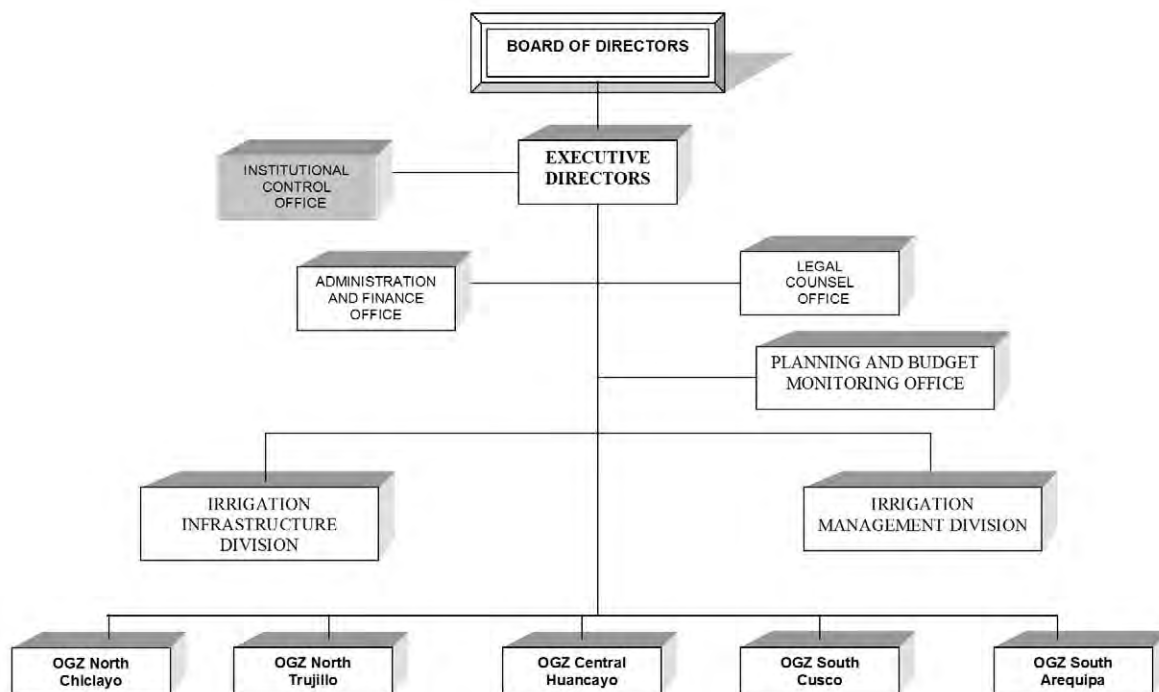 BOARD OF DIRECTORS
EXECUTIVE
DIRECTORS
INSTITUTIONAL
CONTROL
OFFICE
ADMINISTRATION
AND FINANCE
OFFICE
LEGAL
COUNSEL
OFFICE
PLANNING AND BUDGET
MONITORING OFFICE
IRRIGATION
INFRASTRUCTURE
DIVISION
IRRIGATION
MANAGEMENT DIVISION
OGZ North
Chiclayo
OGZ North
Trujillo
OGZ Central
Huancayo
OGZ South
Cusco
OGZ South
Arequipa